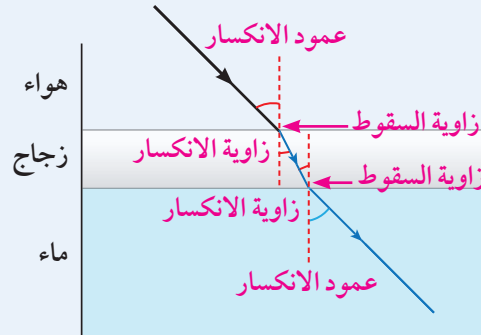 عمود الانكسار
هواء
زاوية السقوط
زاوية الانكسار
زجاج
زاوية السقوط
زاوية الانكسار
ماء
عمود الانكسار